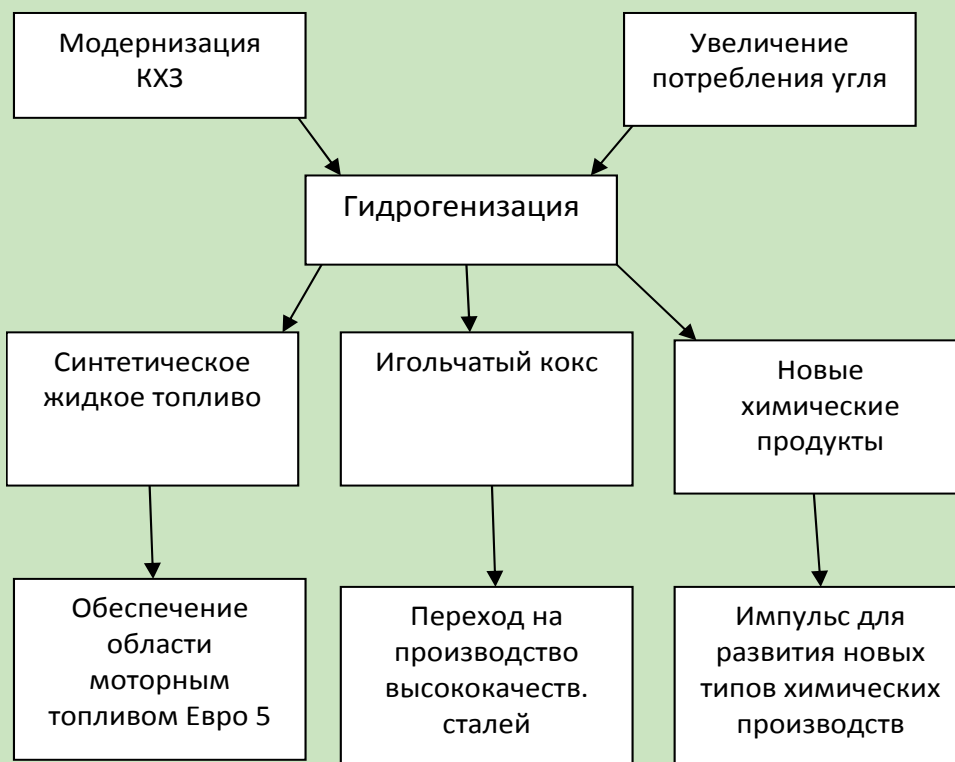 Модернизация
КХЗ
Увеличение
потребления угля
Гидрогенизация
Синтетическое
жидкое топливо
Игольчатый кокс
Новые
химические
продукты
Обеспечение
области
моторным
топливом Евро 5
Переход на
производство
высококачеств.
сталей
Импульс для
развития новых
типов химических
производств